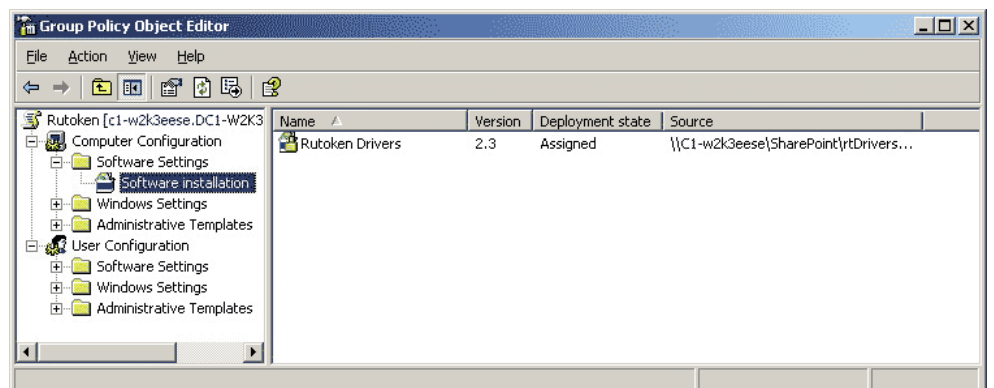 Group Policy Object Editor
File Action View Help
Rutoken [c1-w2k3eese.DC1-W2K3
Computer Configuration
Software Settings
Software installation
Windows Settings
Administrative Templates
User Configuration
Software Settings
Windows Settings
Administrative Templates
Name Version Deployment state Source
Rutoken Drivers 2.3 Assigned \\C1-w2k3eese\SharePoint\rtDrivers...